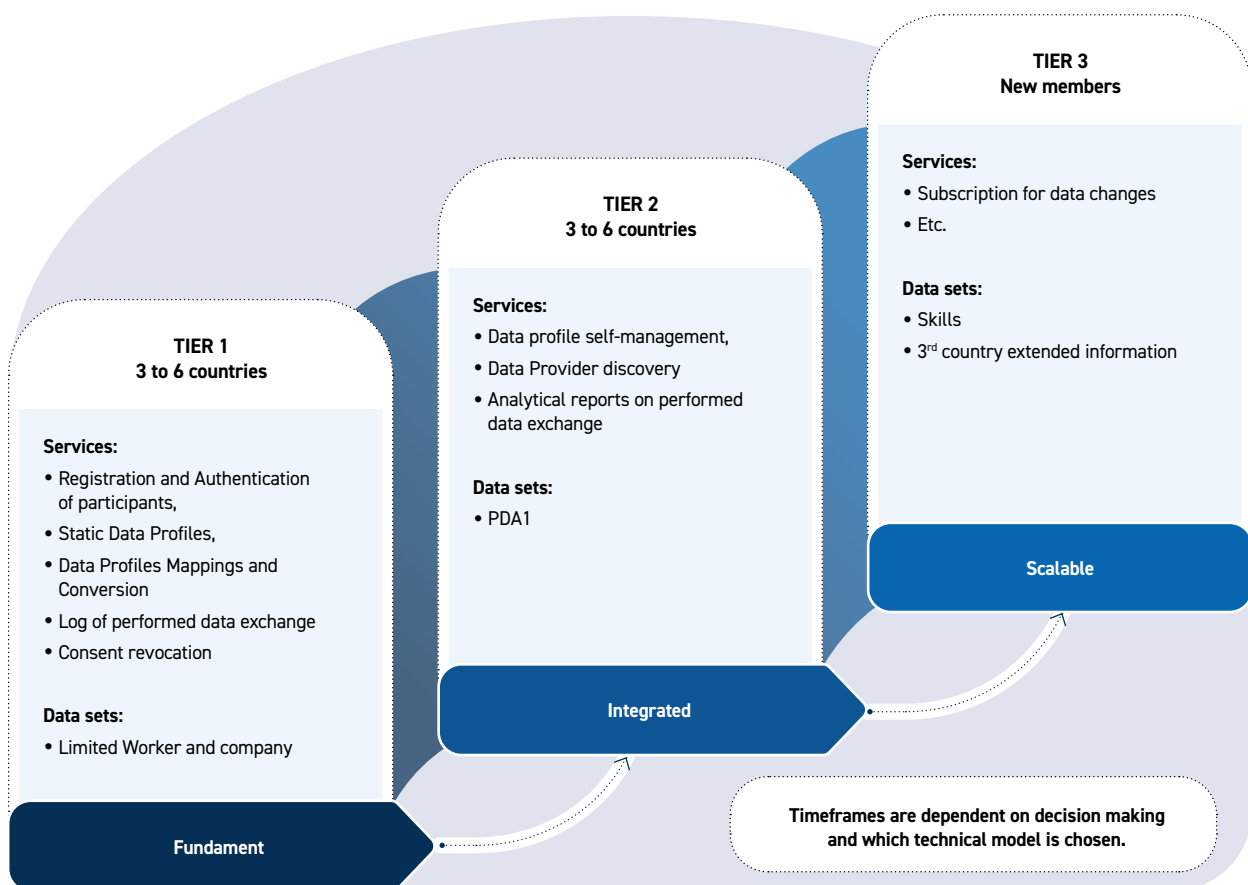 TIER 1
3 to 6 countries
Services:
• Registration and Authentication
of participants,
• Static Data Profiles,
• Data Profiles Mappings and
Conversion
• Log of performed data exchange
• Consent revocation
Data sets:
• Limited Worker and company
Fundament
TIER 2
3 to 6 countries
Services:
• Data profile self-management,
• Data Provider discovery
• Analytical reports on performed
data exchange
Data sets:
• PDA1
Integrated
TIER 3
New members
Services:
• Subscription for data changes
• Etc.
Data sets:
• Skills
• 3rd country extended information
Scalable
Timeframes are dependent on decision making
and which technical model is chosen.